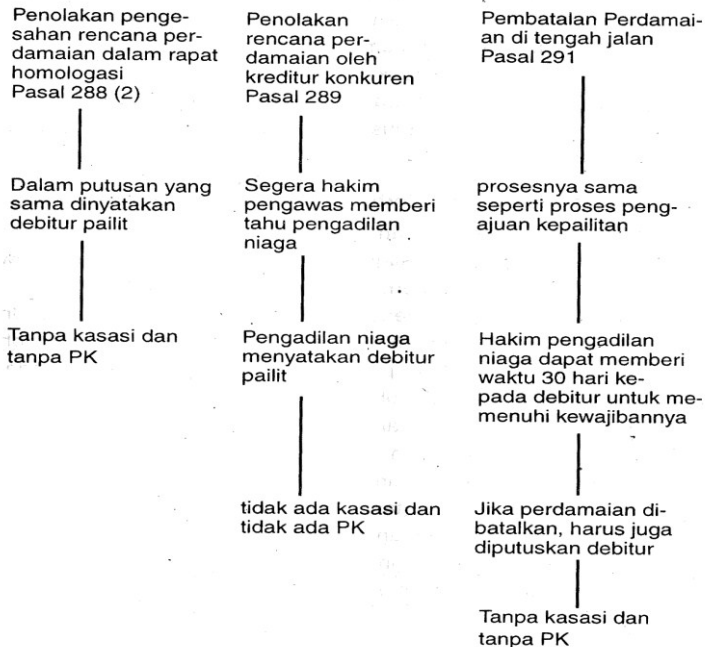 Penolakan penge-
sahan rencana per-
damaian dalam rapat
homologasi
Pasal 288 (2)
Dalam putusan yang
sama dinyatakan
debitur pailit
Tanpa kasasi dan
tanpa PK
Penolakan
rencana per-
damaian oleh
kreditur konkuren
Pasal 289
Segera hakim
pengawas memberi
tahu pengadilan
niaga
Pengadilan niaga
menyatakan debitur
pailit
tidak ada kasasi dan
tidak ada PK
Pembatalan Perdamai-
an di tengah jalan
Pasal 291
prosesnya sama
seperti proses peng-
ajuan kepailitan
Hakim pengadilan
niaga dapat memberi
waktu 30 hari ke-
pada debitur untuk me-
menuhi kewajibannya
Jika perdamaian di-
batalkan, harus juga
diputuskan debitur
Tanpa kasasi dan
tanpa PK